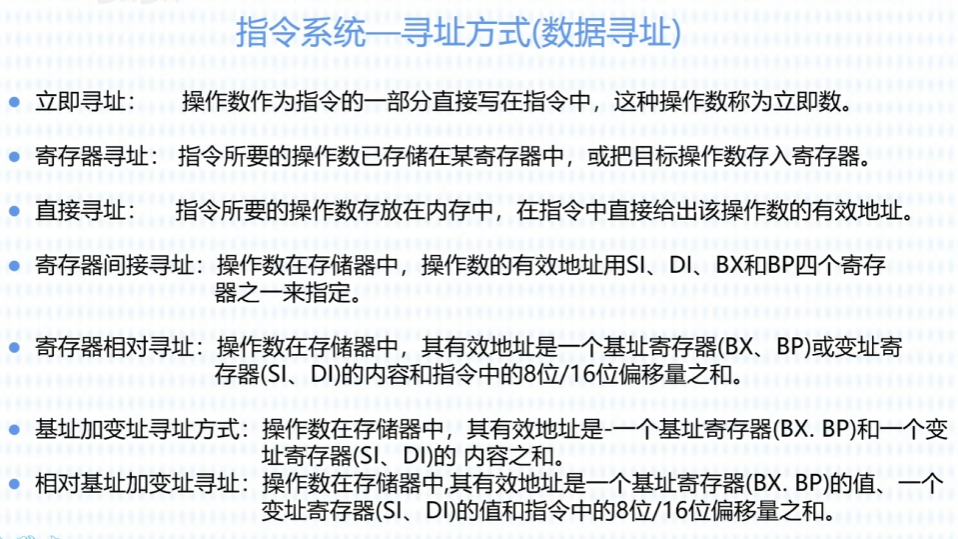 指令系统—寻址方式(数据寻址)
立即寻址: 操作数作为指令的一部分直接写在指令中，这种操作数称为立即数。
寄存器寻址: 指令所要的操作数已存储在某寄存器中，或把目标操作数存入寄存器。
直接寻址: 指令所要的操作数存放在内存中，在指令中直接给出该操作数的有效地址。
寄存器间接寻址: 操作数在存储器中，操作数的有效地址用SI、DI、BX和BP四个寄存
器之一来指定。
寄存器相对寻址: 操作数在存储器中，其有效地址是一个基址寄存器(BX、BP)或变址寄
存器(SI、DI)的内容和指令中的8位/16位偏移量之和。
基址加变址寻址方式: 操作数在存储器中，其有效地址是一个基址寄存器(BX. BP)和一个变
址寄存器(SI、DI)的 内容之和。
相对基址加变址寻址: 操作数在存储器中,其有效地址是一个基址寄存器(BX. BP)的值、一个
变址寄存器(SI、DI)的值和指令中的8位/16位偏移量之和。